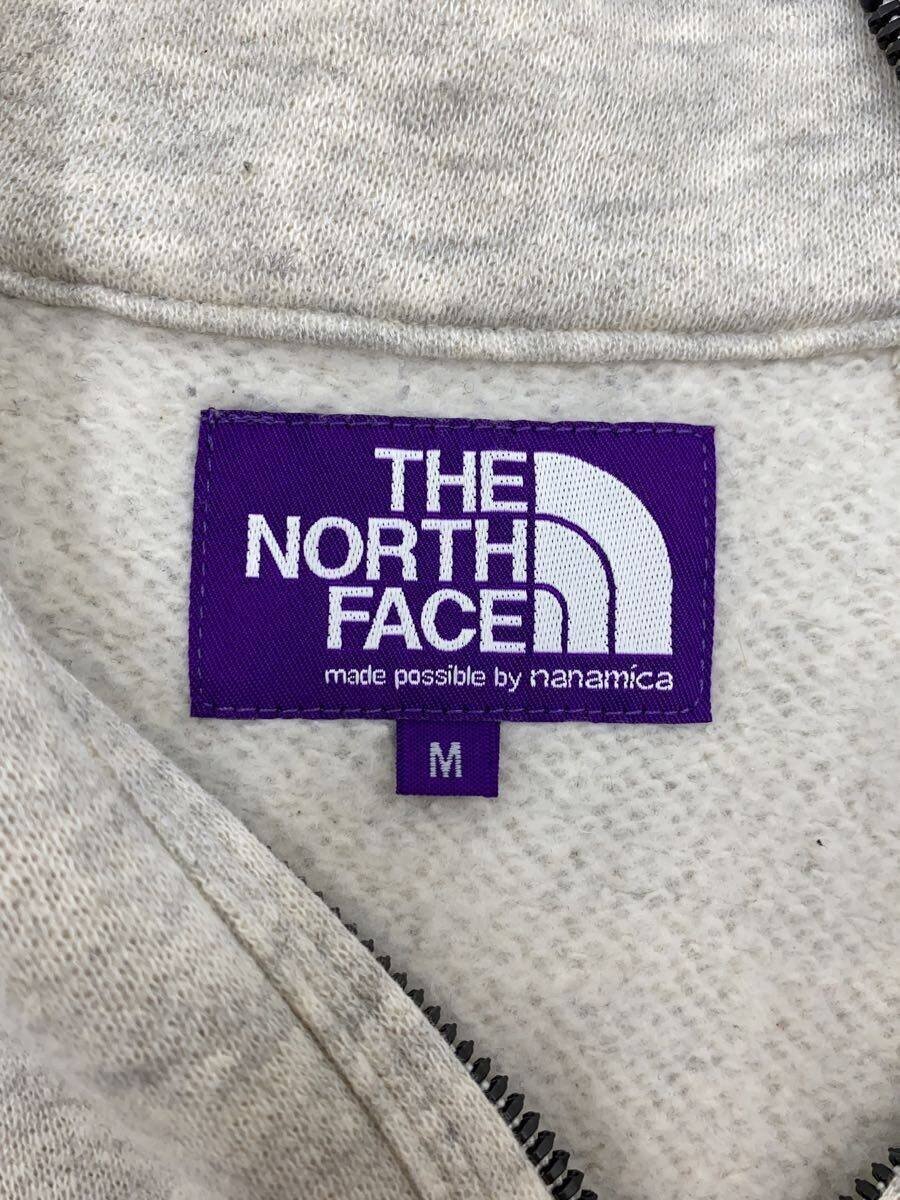 THE
NORTH
FACE
made possible by nanamica
M